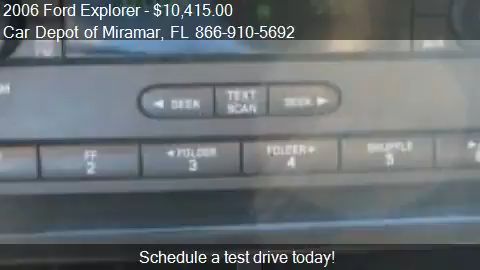 2006 Ford Explorer - $10,415.00
Car Depot of Miramar, FL 866-910-5692
◄ SEEK TEXT SCAN SEEK ►
FF ◄ FOLDER FOLDER ► SHUFFLE
2 3 4 5
Schedule a test drive today!